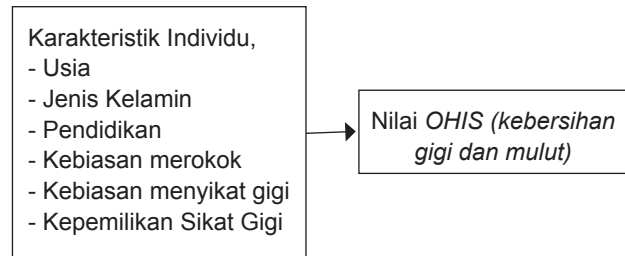 Karakteristik Individu,
- Usia
- Jenis Kelamin
- Pendidikan
- Kebiasan merokok
- Kebiasan menyikat gigi
- Kepemilikan Sikat Gigi
Nilai OHIS (kebersihan
gigi dan mulut)